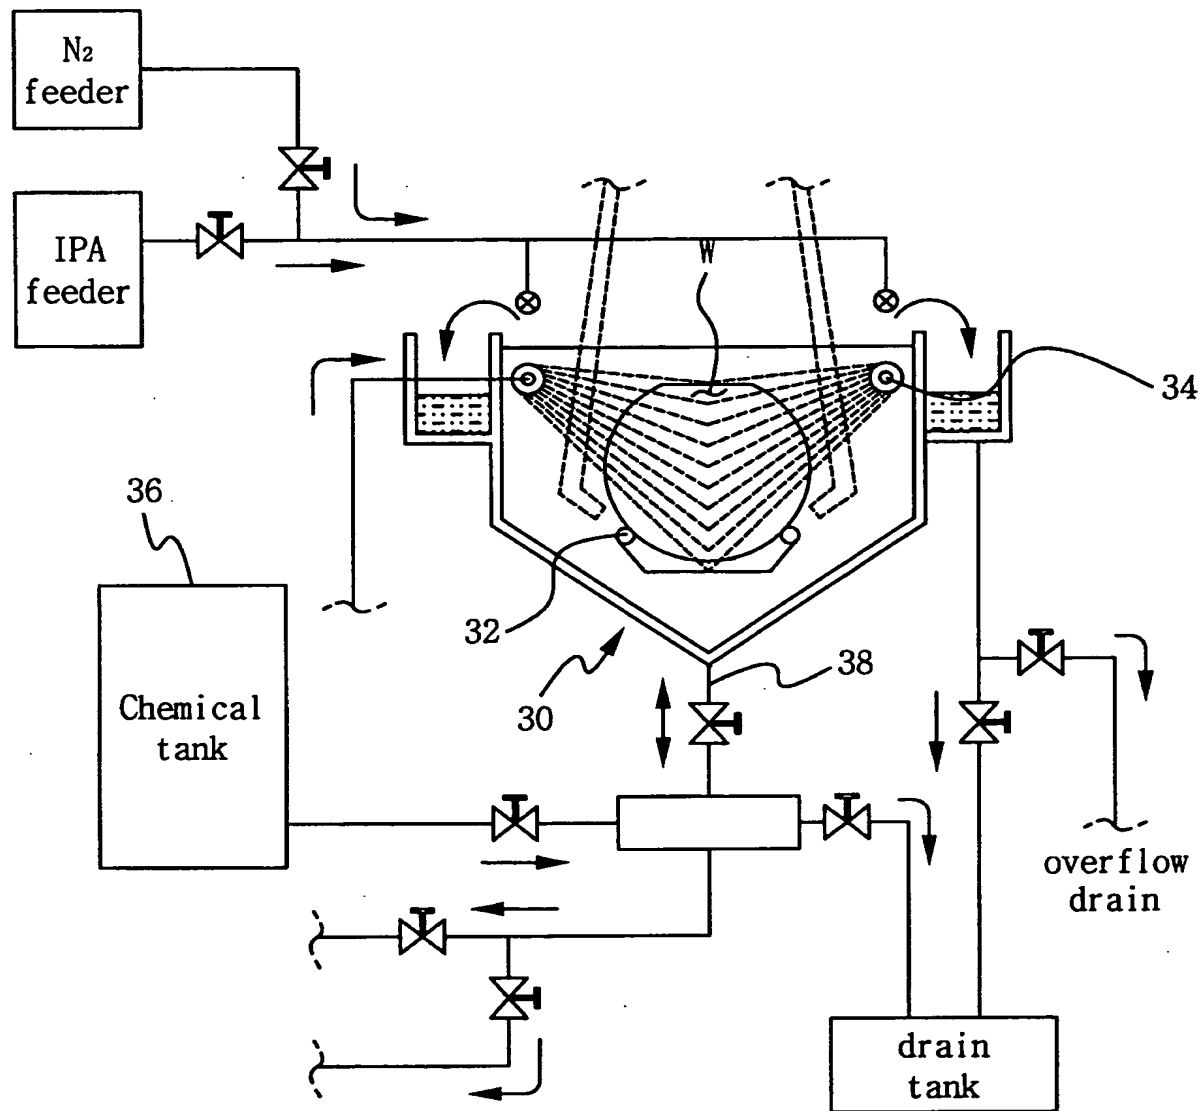 N₂
feeder
IPA
feeder
W
34
36
32
30
38
Chemical
tank
overflow
drain
drain
tank